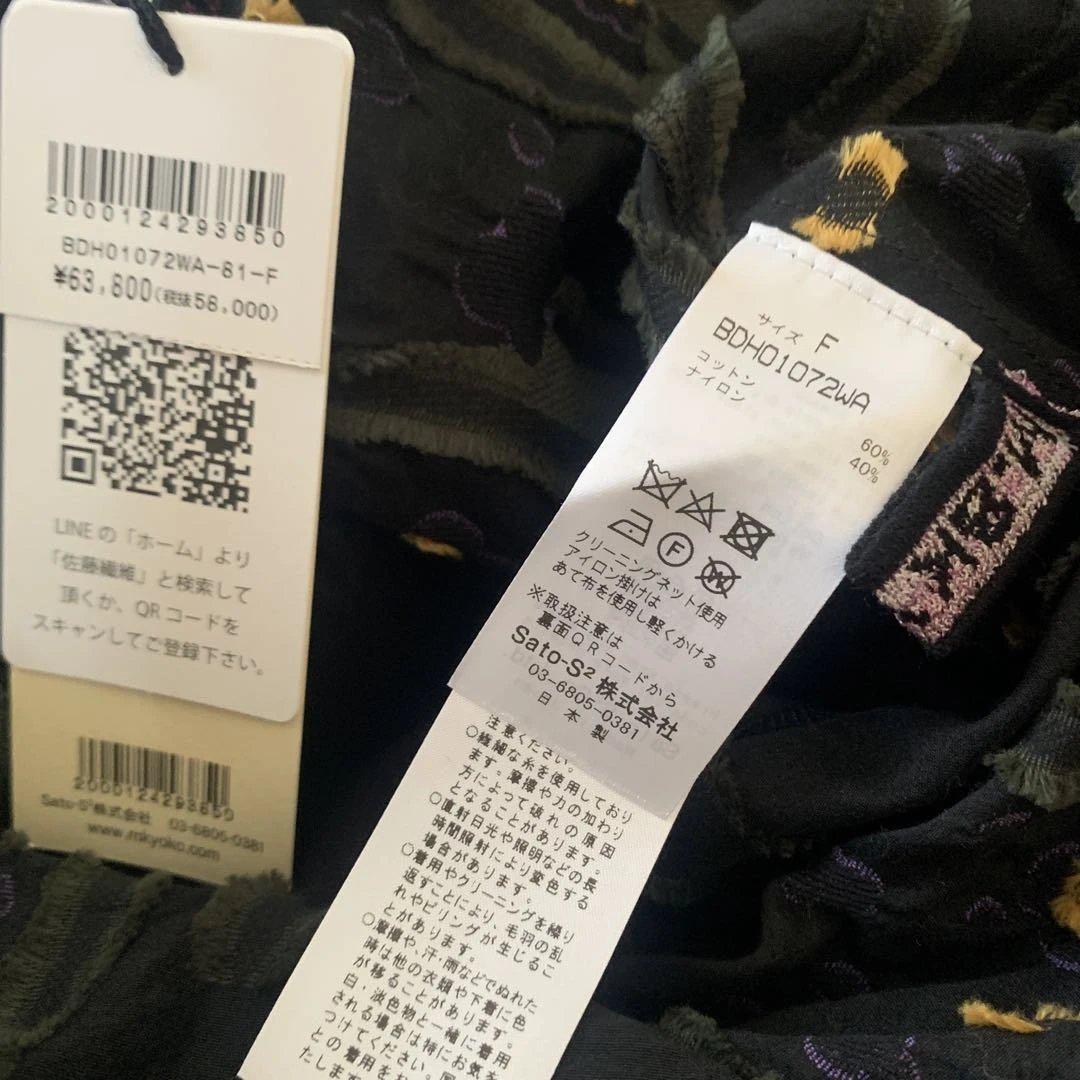 2000124293850
BDH01072WA-81-F
¥63,800(税抜58,000)
LINEの「ホーム」より
「佐藤繊維」と検索して
頂くか、QRコードを
スキャンしてご登録下さい。
2000124293850
Sato-S²株式会社 03-6805-0381
www.mkyoko.com
サイズ F
BDH01072WA
コットン 60%
ナイロン 40%
F
W
クリーニングネット使用
アイロン掛けは
あて布を使用し軽くかける
※取扱注意は
裏面QRコードから
Sato-S²株式会社
03-6805-0381
日本製
注意ください。
○繊細な糸を使用しており
ます。摩擦や力の加わり
方によって破れの原因
となることがあります。
○直射日光や照明などの長
時間照射により変色する
場合があります。
○着用やクリーニングを繰り
返すことにより、毛羽の乱
れやピリングが生じるこ
とがあります。
○摩擦や、汗・雨などでぬれた
時は他の衣類や下着に色
が移ることがあります。
白、淡色物と一緒に着用
される場合は特にお気を
つけてください。
との着用をお
たします。